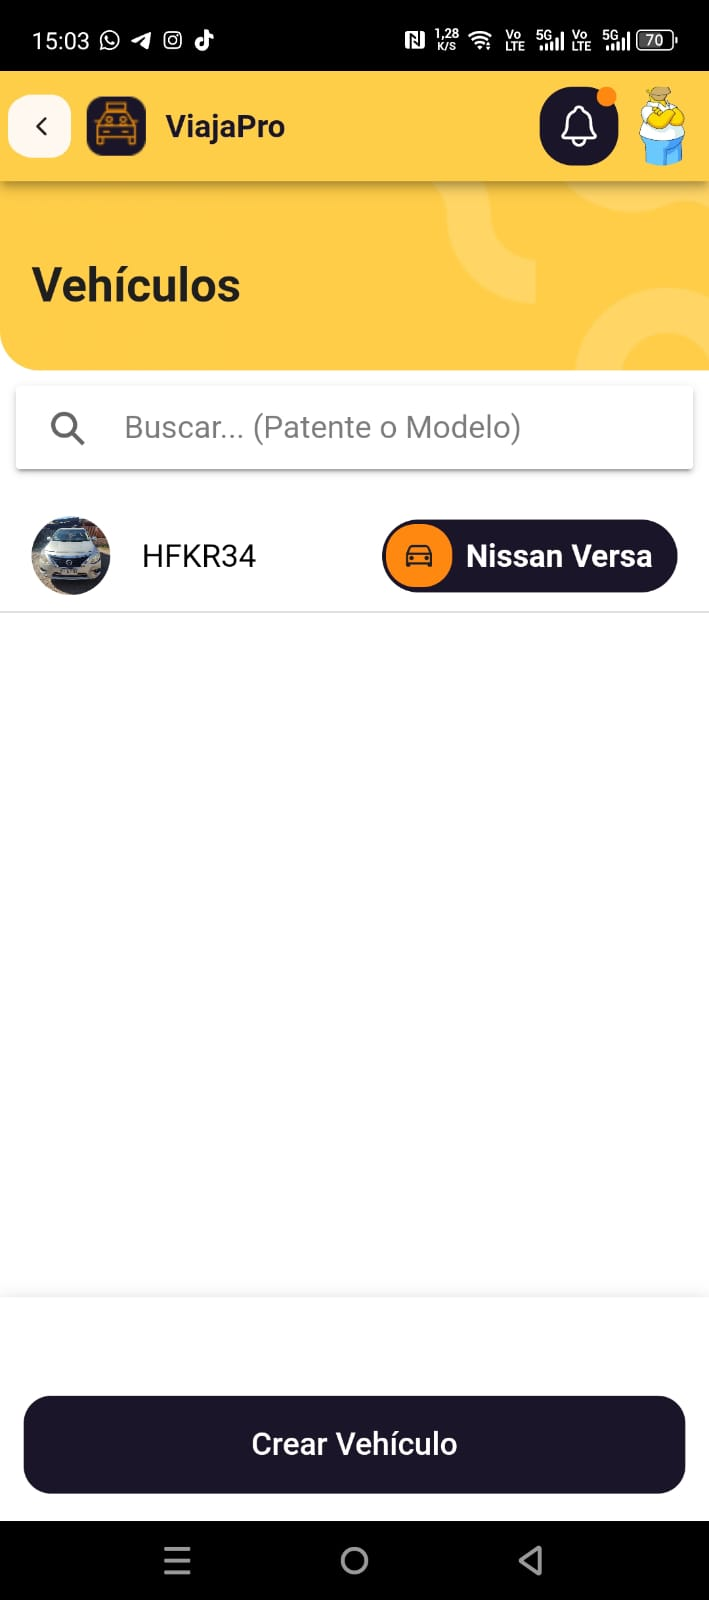 15:03 1,28 K/S Vo LTE 5G Vo LTE 5G 70
ViajaPro
Vehículos
Buscar... (Patente o Modelo)
HFKR34 Nissan Versa
Crear Vehículo